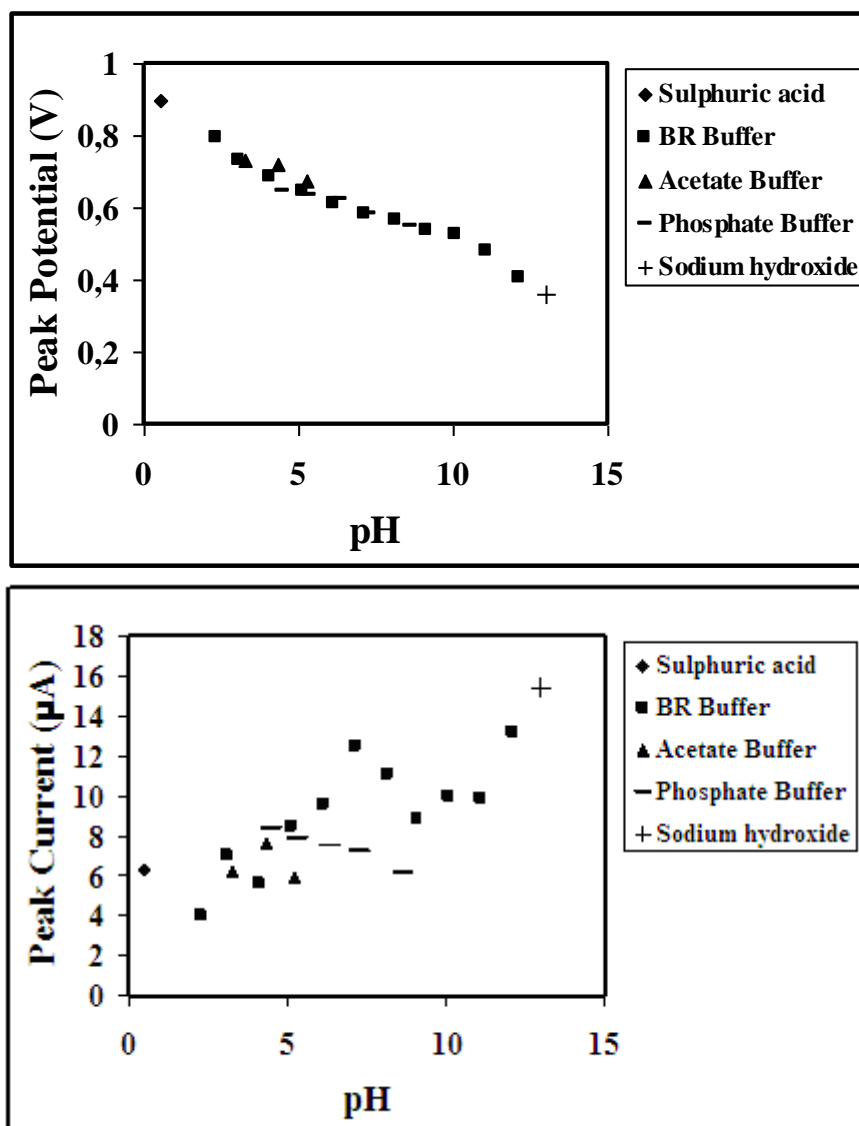 1
0,8
0,6
0,4
0,2
0
Peak Potential (V)
0 5 10 15
pH
Sulphuric acid
BR Buffer
Acetate Buffer
Phosphate Buffer
Sodium hydroxide
18
16
14
12
10
8
6
4
2
0
Peak Current (µA)
0 5 10 15
pH
Sulphuric acid
BR Buffer
Acetate Buffer
Phosphate Buffer
Sodium hydroxide